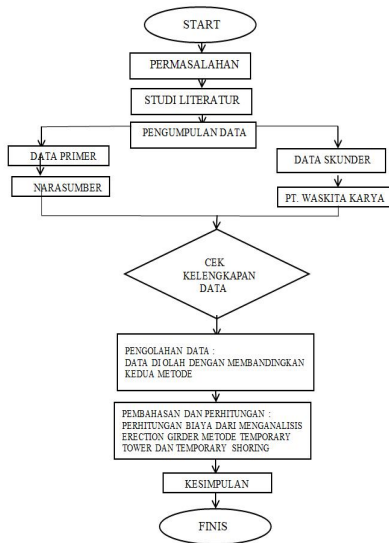 START
PERMASALAHAN
STUDI LITERATUR
PENGUMPULAN DATA
DATA PRIMER
DATA SKUNDER
NARASUMBER
PT. WASKITA KARYA
CEK
KELENGKAPAN
DATA
PENGOLAHAN DATA :
DATA DI OLAH DENGAN MEMBANDINGKAN
KEDUA METODE
PEMBAHASAN DAN PERHITUNGAN :
PERHITUNGAN BIAYA DARI MENGANALISIS
ERECTION GIRDER METODE TEMPORARY
TOWER DAN TEMPORARY SHORING
KESIMPULAN
FINIS